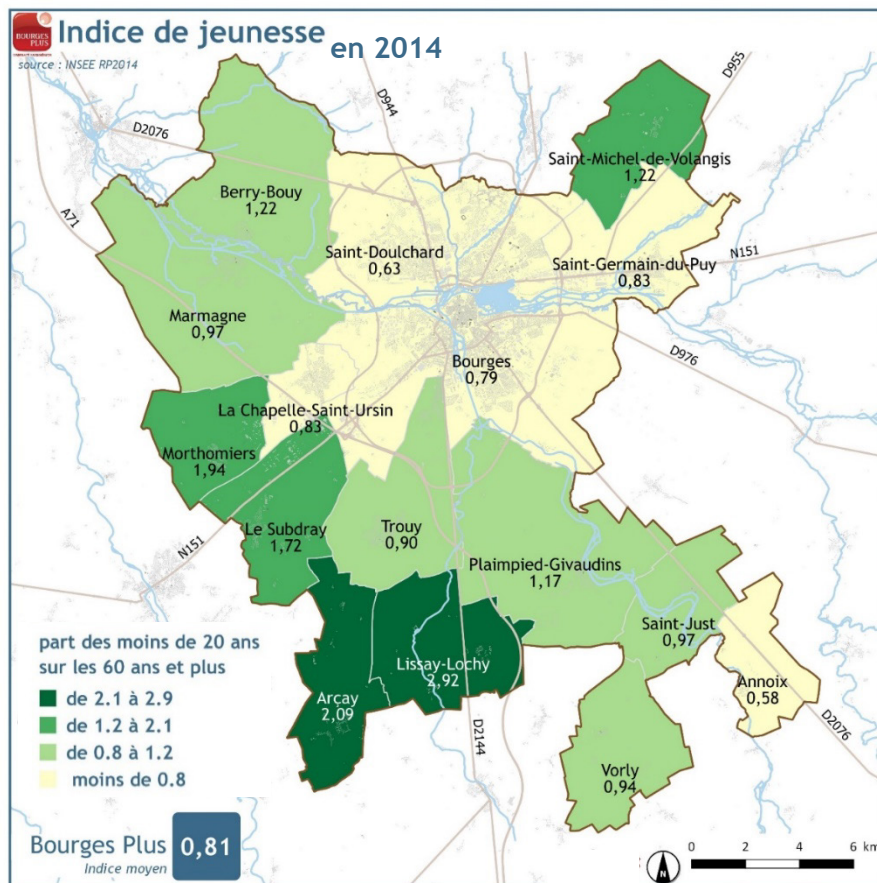 BOURGES
PLUS
Indice de jeunesse en 2014
source : INSEE RP2014
D944
D955
D2076
Saint-Michel-de-Volangis
1,22
Berry-Bouy
1,22
A71
Saint-Doulchard
0,63
N151
Saint-Germain-du-Puy
0,83
Marmagne
0,97
D976
Bourges
0,79
La Chapelle-Saint-Ursin
0,83
Morthomiers
1,94
Le Subdray
1,72
Trouy
0,90
N151
Plaimpied-Givaudins
1,17
Saint-Just
0,97
part des moins de 20 ans
sur les 60 ans et plus
de 2.1 à 2.9
de 1.2 à 2.1
de 0.8 à 1.2
moins de 0.8
Lissay-Lochy
2,92
Arçay
2,09
Annoix
0,58
D2076
D2144
Vorly
0,94
Bourges Plus
Indice moyen
0,81
N
0 2 4 6 km